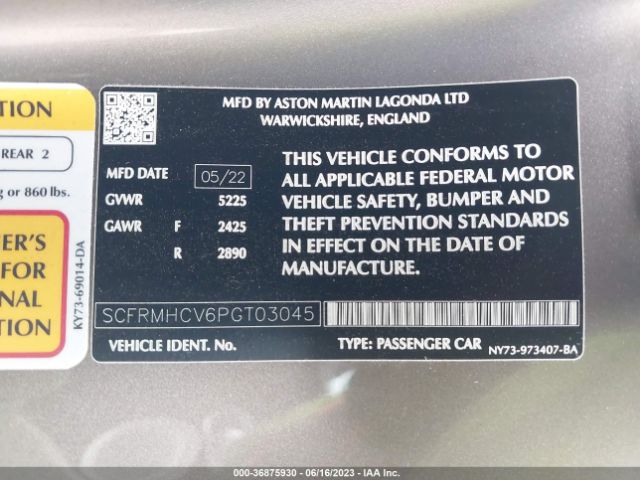 TION
REAR 2
g or 860 lbs.
ER'S
FOR
NAL
KY73-69014-DA
MFD BY ASTON MARTIN LAGONDA LTD
WARWICKSHIRE, ENGLAND
MFD DATE 05/22
GVWR 5225
GAWR F 2425
R 2890
THIS VEHICLE CONFORMS TO
ALL APPLICABLE FEDERAL MOTOR
VEHICLE SAFETY, BUMPER AND
THEFT PREVENTION STANDARDS
IN EFFECT ON THE DATE OF
MANUFACTURE.
SCFRMHCV6PGT03045
VEHICLE IDENT. No. TYPE: PASSENGER CAR NY73-973407-BA
000-36875930 - 06/16/2023 - IAA Inc.